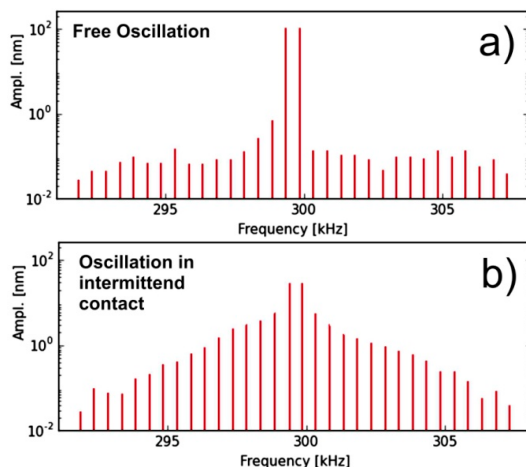 Free Oscillation
a)
Ampl. [nm]
10²
10⁰
10⁻²
295
300
305
Frequency [kHz]
Oscillation in
intermittend
contact
b)
Ampl. [nm]
10²
10⁰
10⁻²
295
300
305
Frequency [kHz]